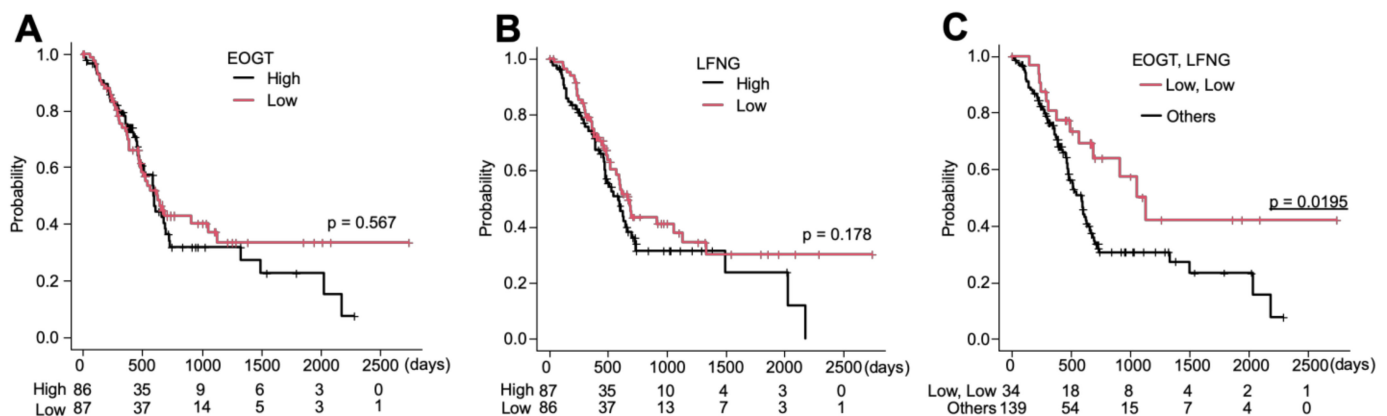 A
EOGT
High
Low
Probability
1.0
0.8
0.6
0.4
0.2
0.0
p = 0.567
0 500 1000 1500 2000 2500 (days)
High 86 35 9 6 3 0
Low 87 37 14 5 3 1
B
LFNG
High
Low
Probability
1.0
0.8
0.6
0.4
0.2
0.0
p = 0.178
0 500 1000 1500 2000 2500 (days)
High 87 35 10 4 3 0
Low 86 37 13 7 3 1
C
EOGT, LFNG
Low, Low
Others
Probability
1.0
0.8
0.6
0.4
0.2
0.0
p = 0.0195
0 500 1000 1500 2000 2500 (days)
Low, Low 34 18 8 4 2 1
Others 139 54 15 7 4 0